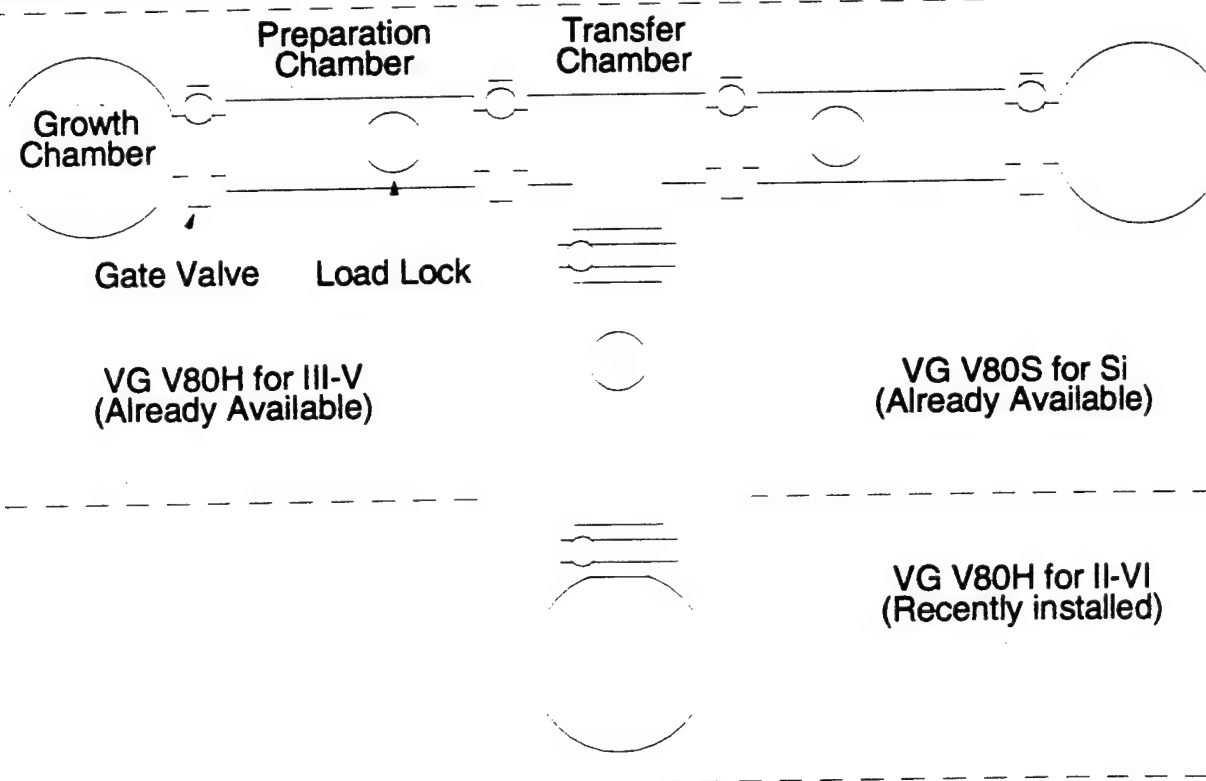 Preparation
Chamber
Transfer
Chamber
Growth
Chamber
Gate Valve
Load Lock
VG V80H for III-V
(Already Available)
VG V80S for Si
(Already Available)
VG V80H for II-VI
(Recently installed)